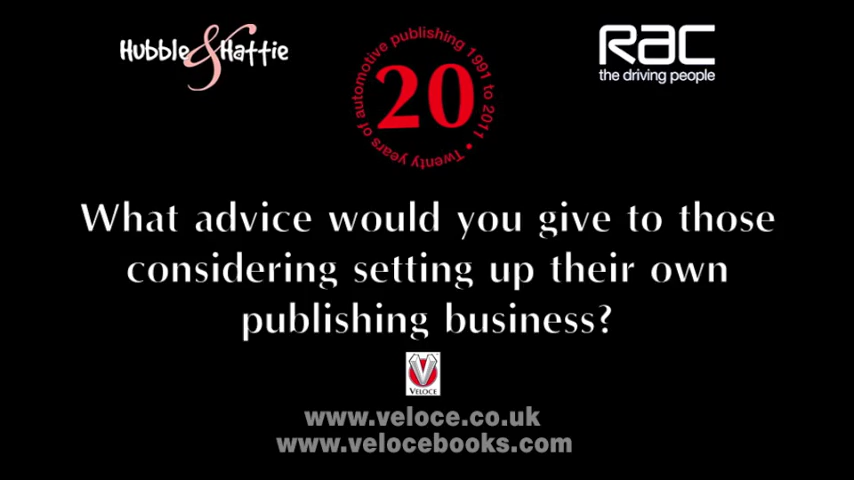 Hubble & Hattie
Twenty years of automotive publishing 1991 to 2011 •
20
RAC
the driving people
What advice would you give to those
considering setting up their own
publishing business?
V
VELOCE
www.veloce.co.uk
www.velocebooks.com